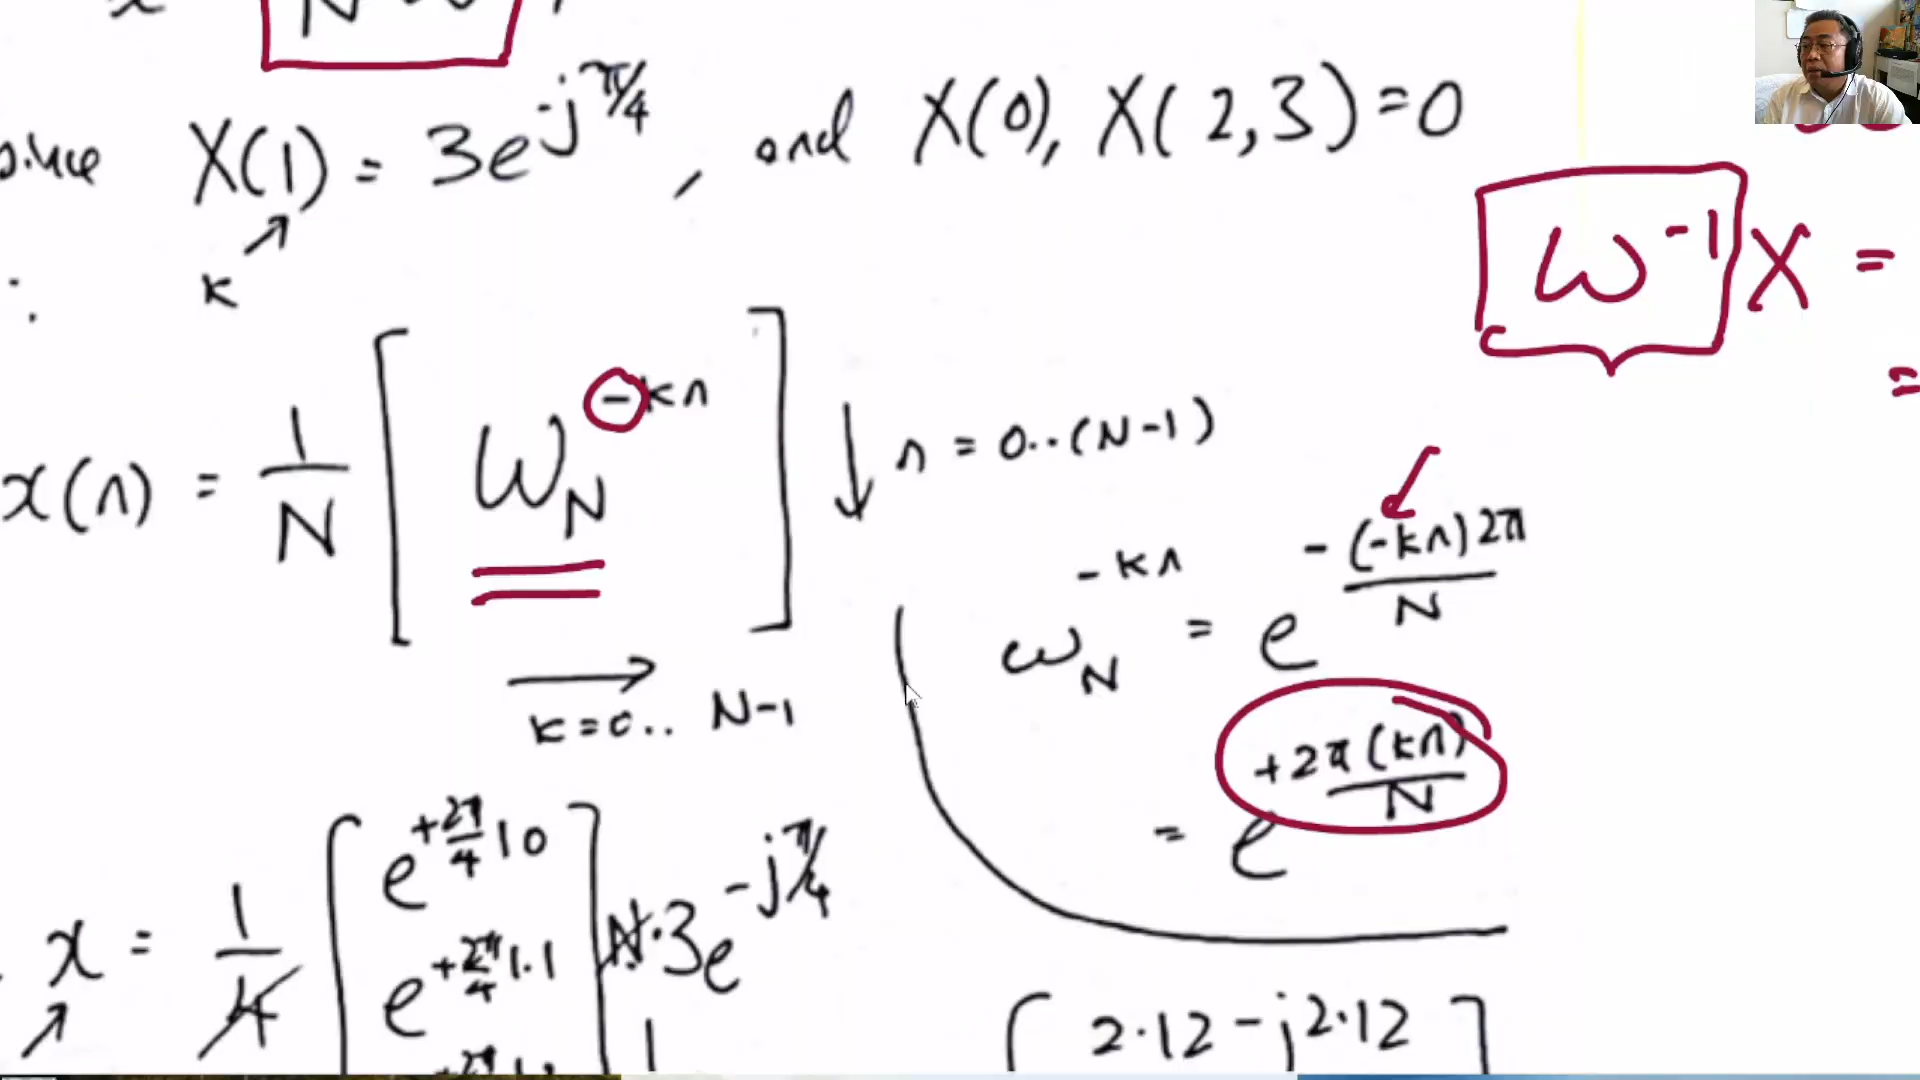 since X(1) = 3e^{-jπ/4}, and X(0), X(2,3) = 0
K
ω^{-1} X =
=
x(n) = 1/N [ W_N^{-kn} ] ↓ n = 0..(N-1)
→ k = 0.. N-1
ω_N^{-kn} = e^{-(-kn)2π/N}
= e^{+2π(kn)/N}
x = 1/4 [ e^{+2π/4 1 0}
e^{+2π/4 1.1} ] N·3e^{-jπ/4}
1
[ 2·12 - j2·12 ]